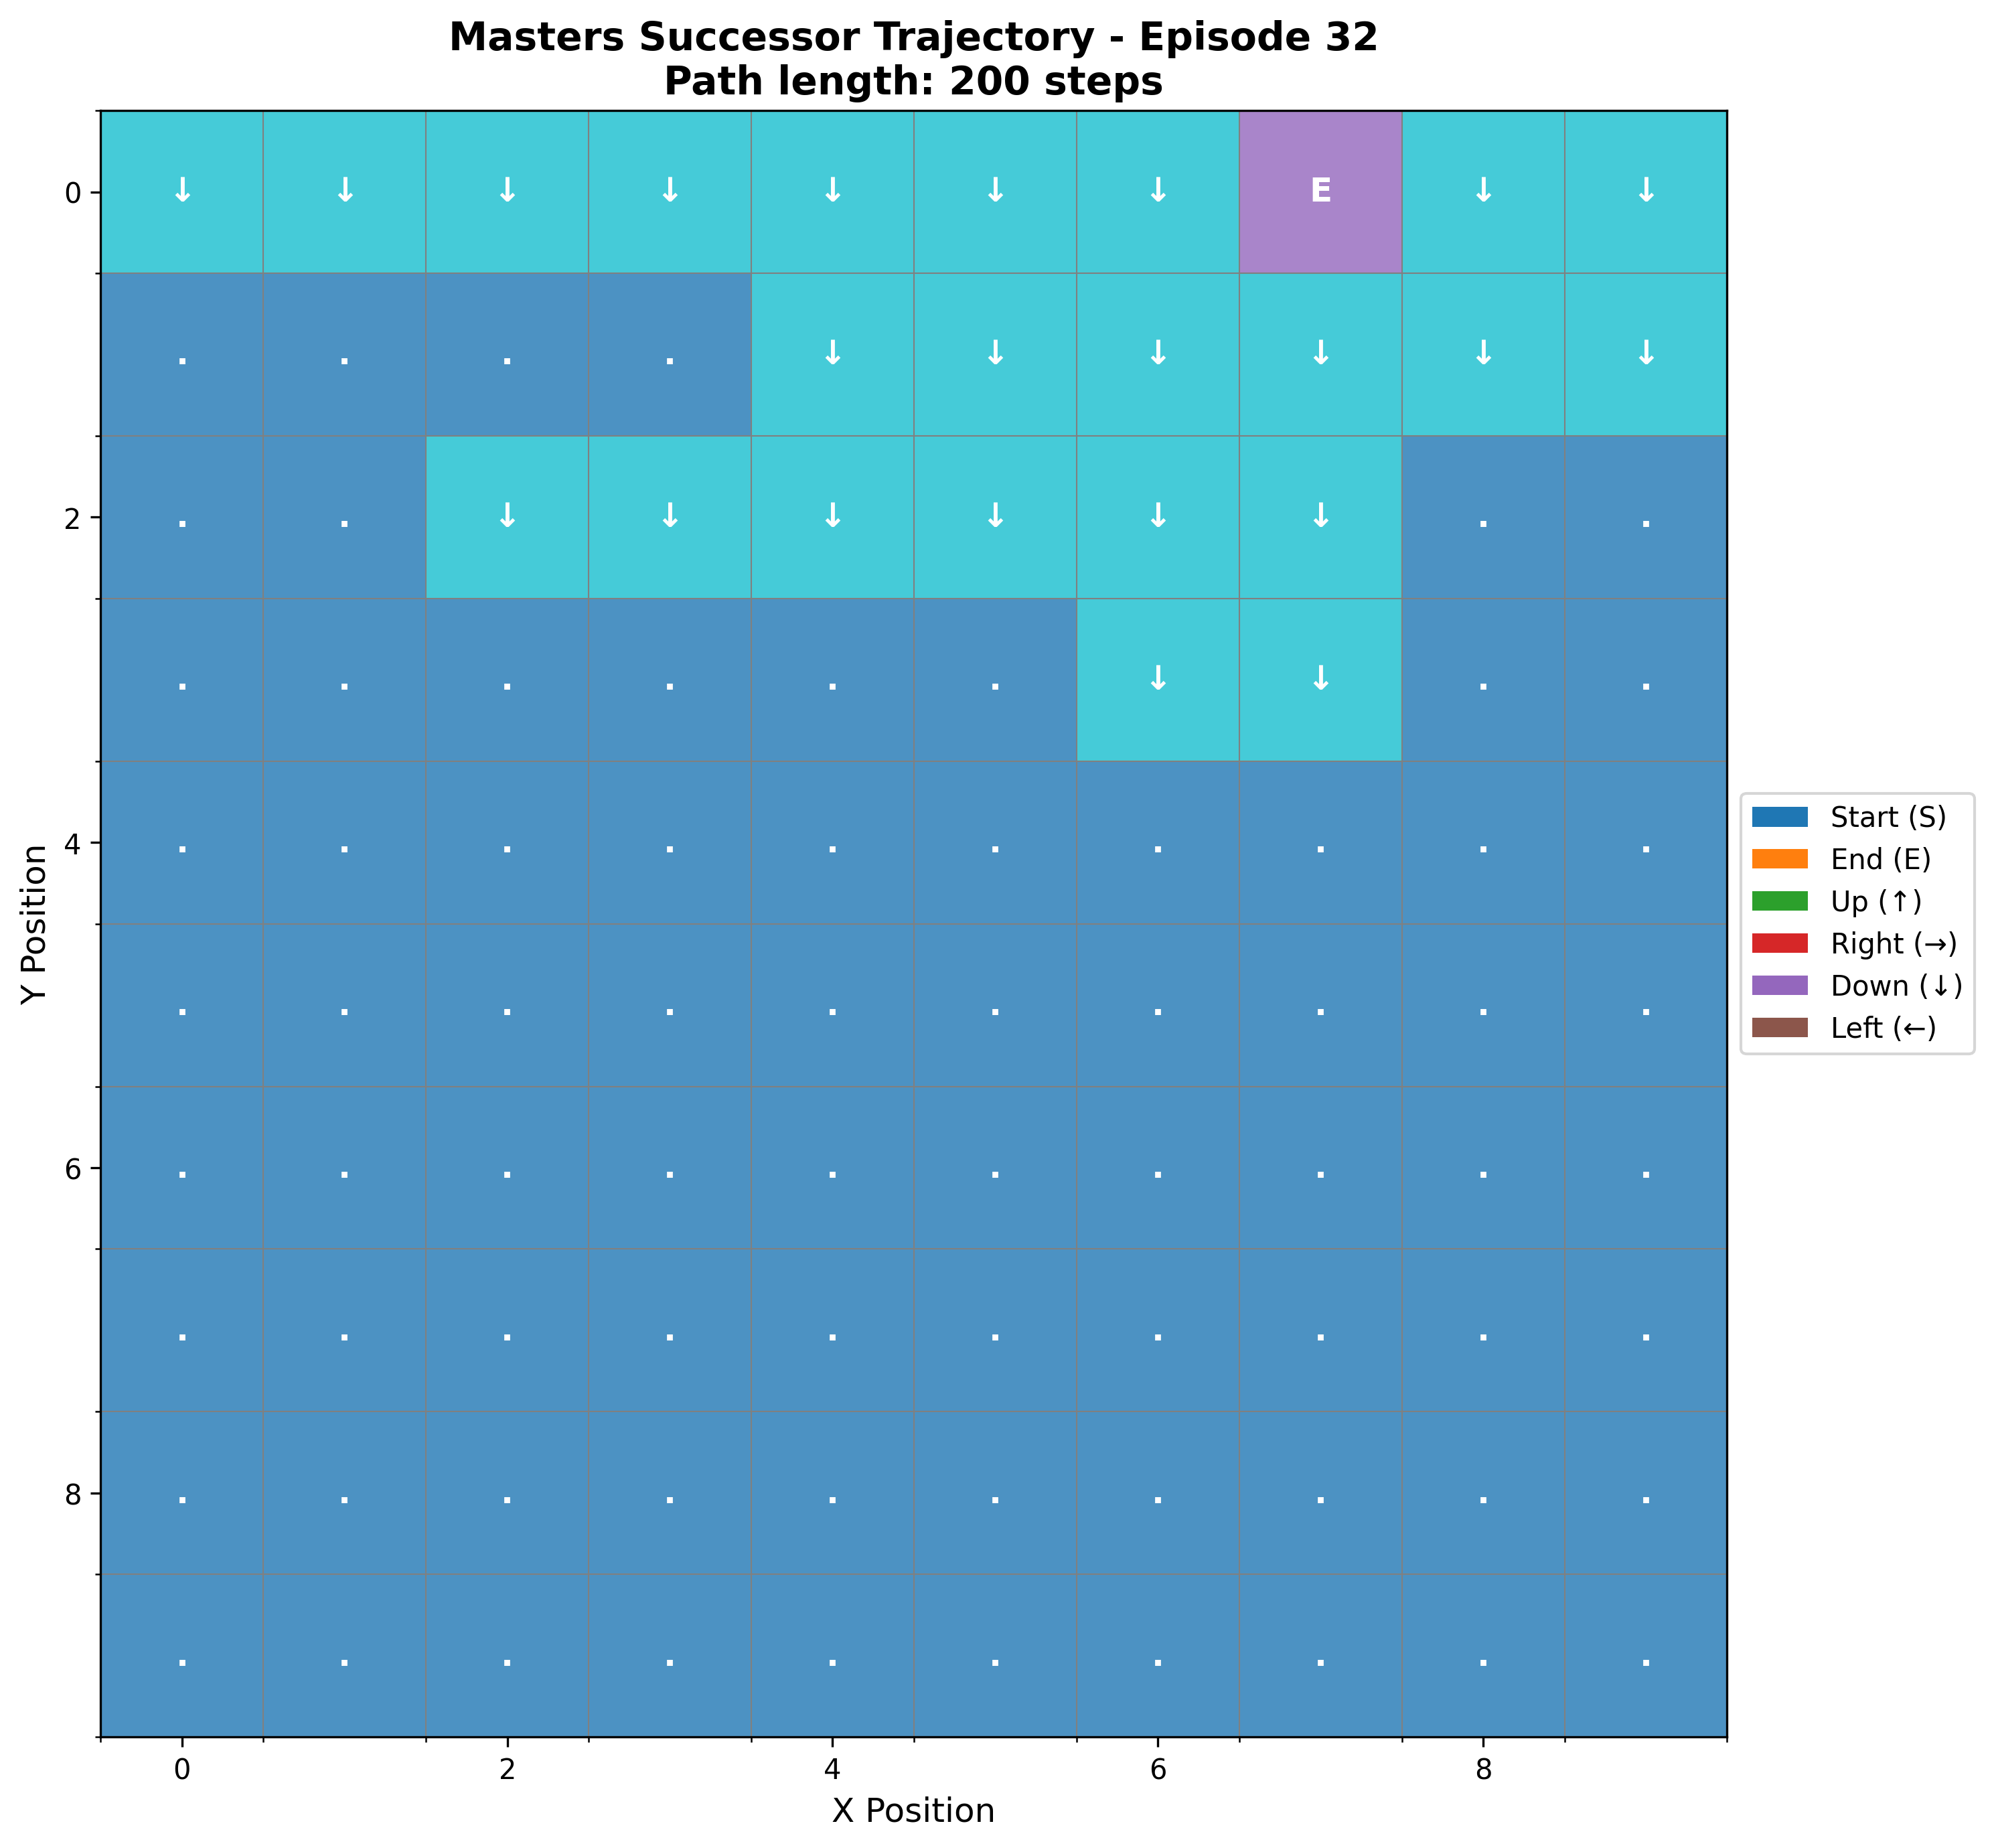 Masters Successor Trajectory - Episode 32
Path length: 200 steps
0 ↓ ↓ ↓ ↓ ↓ ↓ ↓ E ↓ ↓
. . . . ↓ ↓ ↓ ↓ ↓ ↓
2 . . ↓ ↓ ↓ ↓ ↓ ↓ . .
. . . . . . ↓ ↓ . .
4 . . . . . . . . . .
. . . . . . . . . .
6 . . . . . . . . . .
. . . . . . . . . .
8 . . . . . . . . . .
. . . . . . . . . .
0 2 4 6 8
X Position
Y Position
Start (S)
End (E)
Up (↑)
Right (→)
Down (↓)
Left (←)